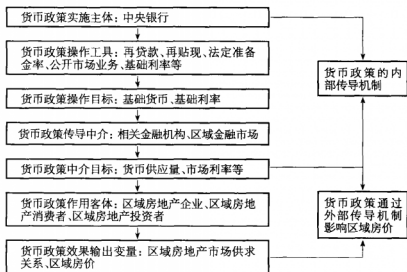 货币政策实施主体：中央银行
货币政策操作工具：再贷款、再贴现、法定准备
金率、公开市场业务、基础利率等
货币政策操作目标：基础货币、基础利率
货币政策传导中介：相关金融机构、区域金融市场
货币政策中介目标：货币供应量、市场利率等
货币政策作用客体：区域房地产企业、区域房地
产消费者、区域房地产投资者
货币政策效果输出变量：区域房地产市场供求
关系、区域房价
货币政策的内
部传导机制
货币政策通过
外部传导机制
影响区域房价